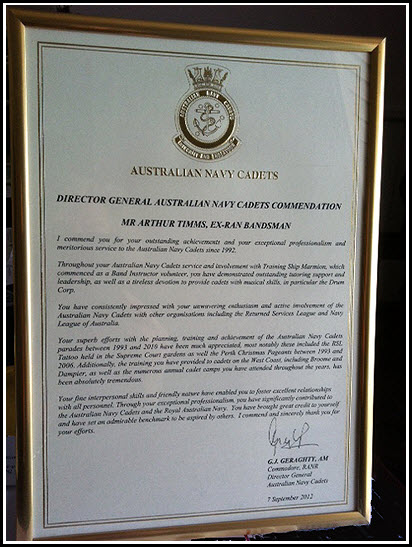 AUSTRALIAN NAVY CADETS
AUSTRALIAN NAVY CADETS
DIRECTOR GENERAL AUSTRALIAN NAVY CADETS COMMENDATION
MR ARTHUR TIMMS, EX-RAN BANDSMAN
I commend you for your outstanding achievements and your exceptional professionalism and
meritorious service to the Australian Navy Cadets since 1992.
Throughout your Australian Navy Cadets service and involvement with Training Ship Marmion, which
commenced as a Band Instructor volunteer, you have demonstrated outstanding tutoring support and
leadership, as well as a tireless devotion to provide cadets with musical skills, in particular the Drum
Corp.
You have consistently impressed with your unwavering enthusiasm and active involvement of the
Australian Navy Cadets with other organisations including the Returned Services League and Navy
League of Australia.
Your superb efforts with the planning, training and achievement of the Australian Navy Cadets
parades between 1993 and 2010 have been much appreciated, most notably these included the RSL
Tattoo held in the Supreme Court gardens as well the Perth Christmas Pageants between 1993 and
2006. Additionally, the training you have provided to cadets on the West Coast, including Broome and
Dampier, as well as the numerous annual cadet camps you have attended throughout the years, has
been absolutely tremendous.
Your fine interpersonal skills and friendly nature have enabled you to foster excellent relationships
with all personnel. Through your exceptional professionalism, you have significantly contributed to
the Australian Navy Cadets and the Royal Australian Navy. You have brought great credit to yourself
and have set an admirable benchmark to be aspired by others. I commend and sincerely thank you for
your efforts.
G.J. GERAGHTY, AM
Commodore, RANR
Director General
Australian Navy Cadets
7 September 2012